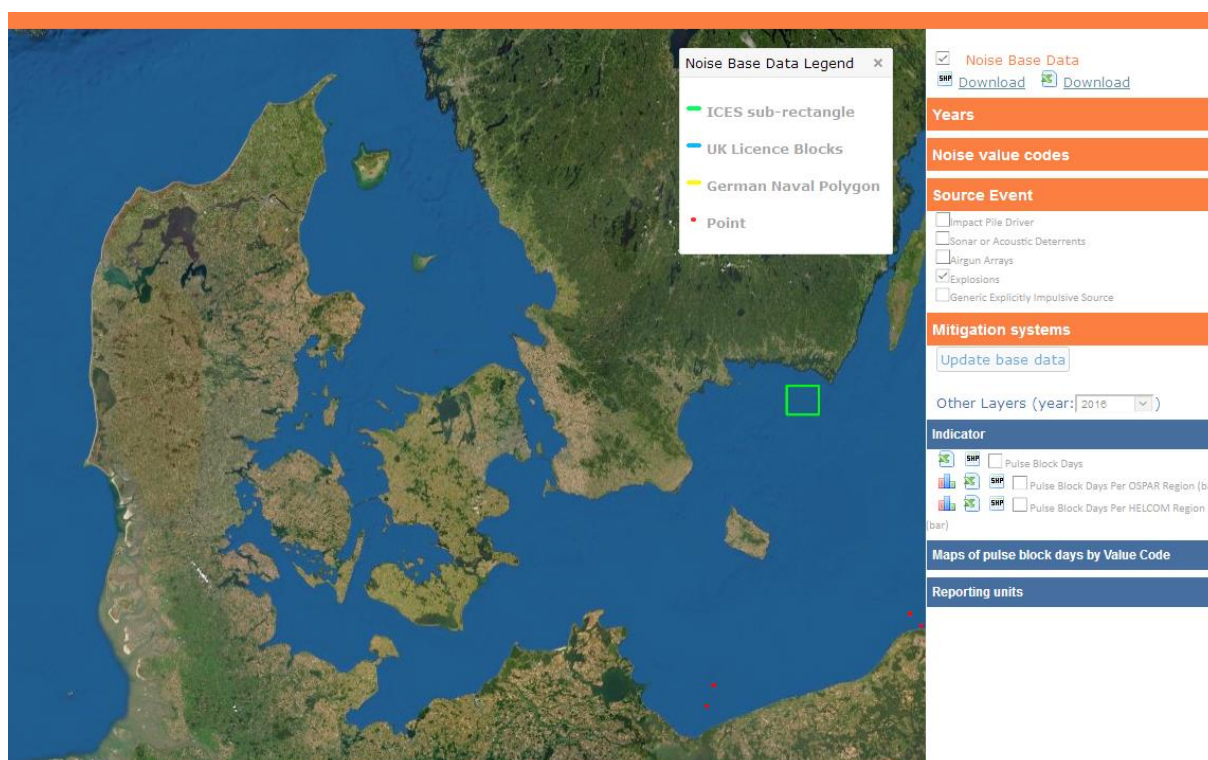 Noise Base Data Legend ×
ICES sub-rectangle
UK Licence Blocks
German Naval Polygon
Point
Noise Base Data
SHP Download Download
Years
Noise value codes
Source Event
Impact Pile Driver
Sonar or Acoustic Deterrents
Airgun Arrays
Explosions
Generic Explicitly Impulsive Source
Mitigation systems
Update base data
Other Layers (year: 2016 )
Indicator
SHP Pulse Block Days
SHP Pulse Block Days Per OSPAR Region (ba
SHP Pulse Block Days Per HELCOM Region
(bar)
Maps of pulse block days by Value Code
Reporting units